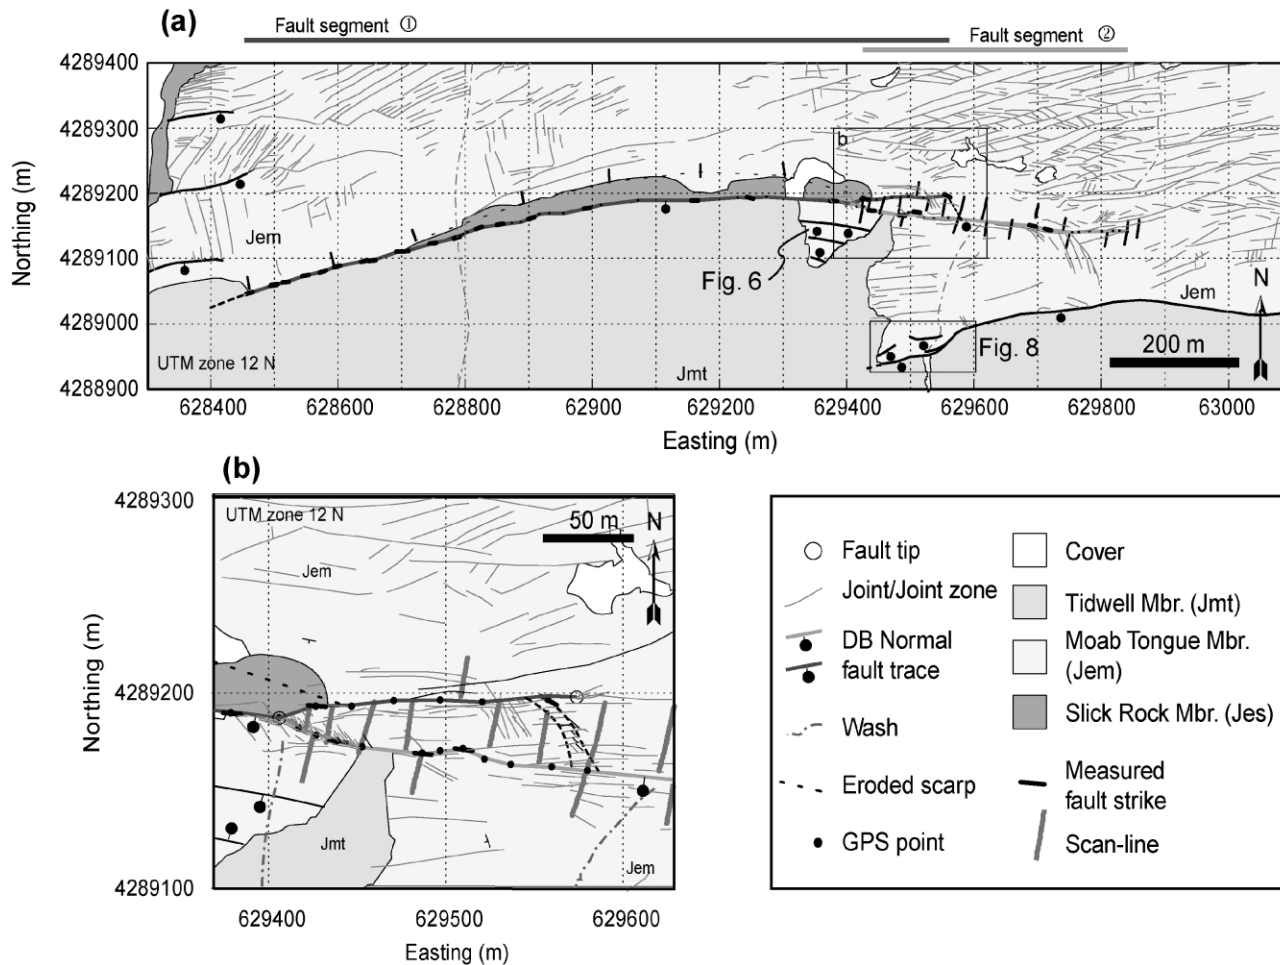 (a)
Fault segment ①
Fault segment ②
4289400
4289300
4289200
4289100
4289000
4288900
Northing (m)
b
Jem
Fig. 6
N
Jem
Fig. 8
200 m
UTM zone 12 N
Jmt
628400
628600
628800
62900
629200
629400
629600
629800
63000
Easting (m)
(b)
4289300
4289200
4289100
Northing (m)
UTM zone 12 N
50 m
N
Jem
Jmt
Jem
629400
629500
629600
Easting (m)
Fault tip
Joint/Joint zone
DB Normal
fault trace
Wash
Eroded scarp
GPS point
Cover
Tidwell Mbr. (Jmt)
Moab Tongue Mbr.
(Jem)
Slick Rock Mbr. (Jes)
Measured
fault strike
Scan-line